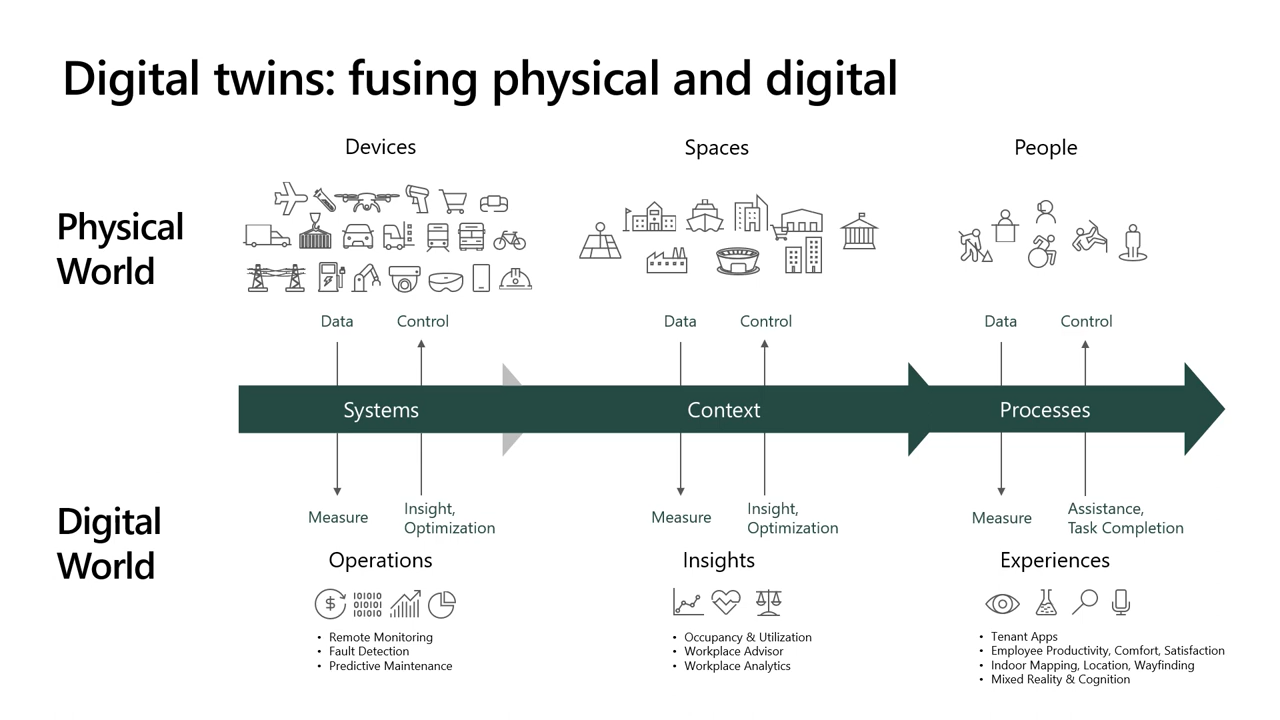 Digital twins: fusing physical and digital
Devices
Spaces
People
Physical
World
Data
Control
Data
Control
Data
Control
Systems
Context
Processes
Digital
World
Measure
Insight,
Optimization
Measure
Insight,
Optimization
Measure
Assistance,
Task Completion
Operations
Insights
Experiences
$
010101
010101
010101
• Remote Monitoring
• Fault Detection
• Predictive Maintenance
• Occupancy & Utilization
• Workplace Advisor
• Workplace Analytics
• Tenant Apps
• Employee Productivity, Comfort, Satisfaction
• Indoor Mapping, Location, Wayfinding
• Mixed Reality & Cognition